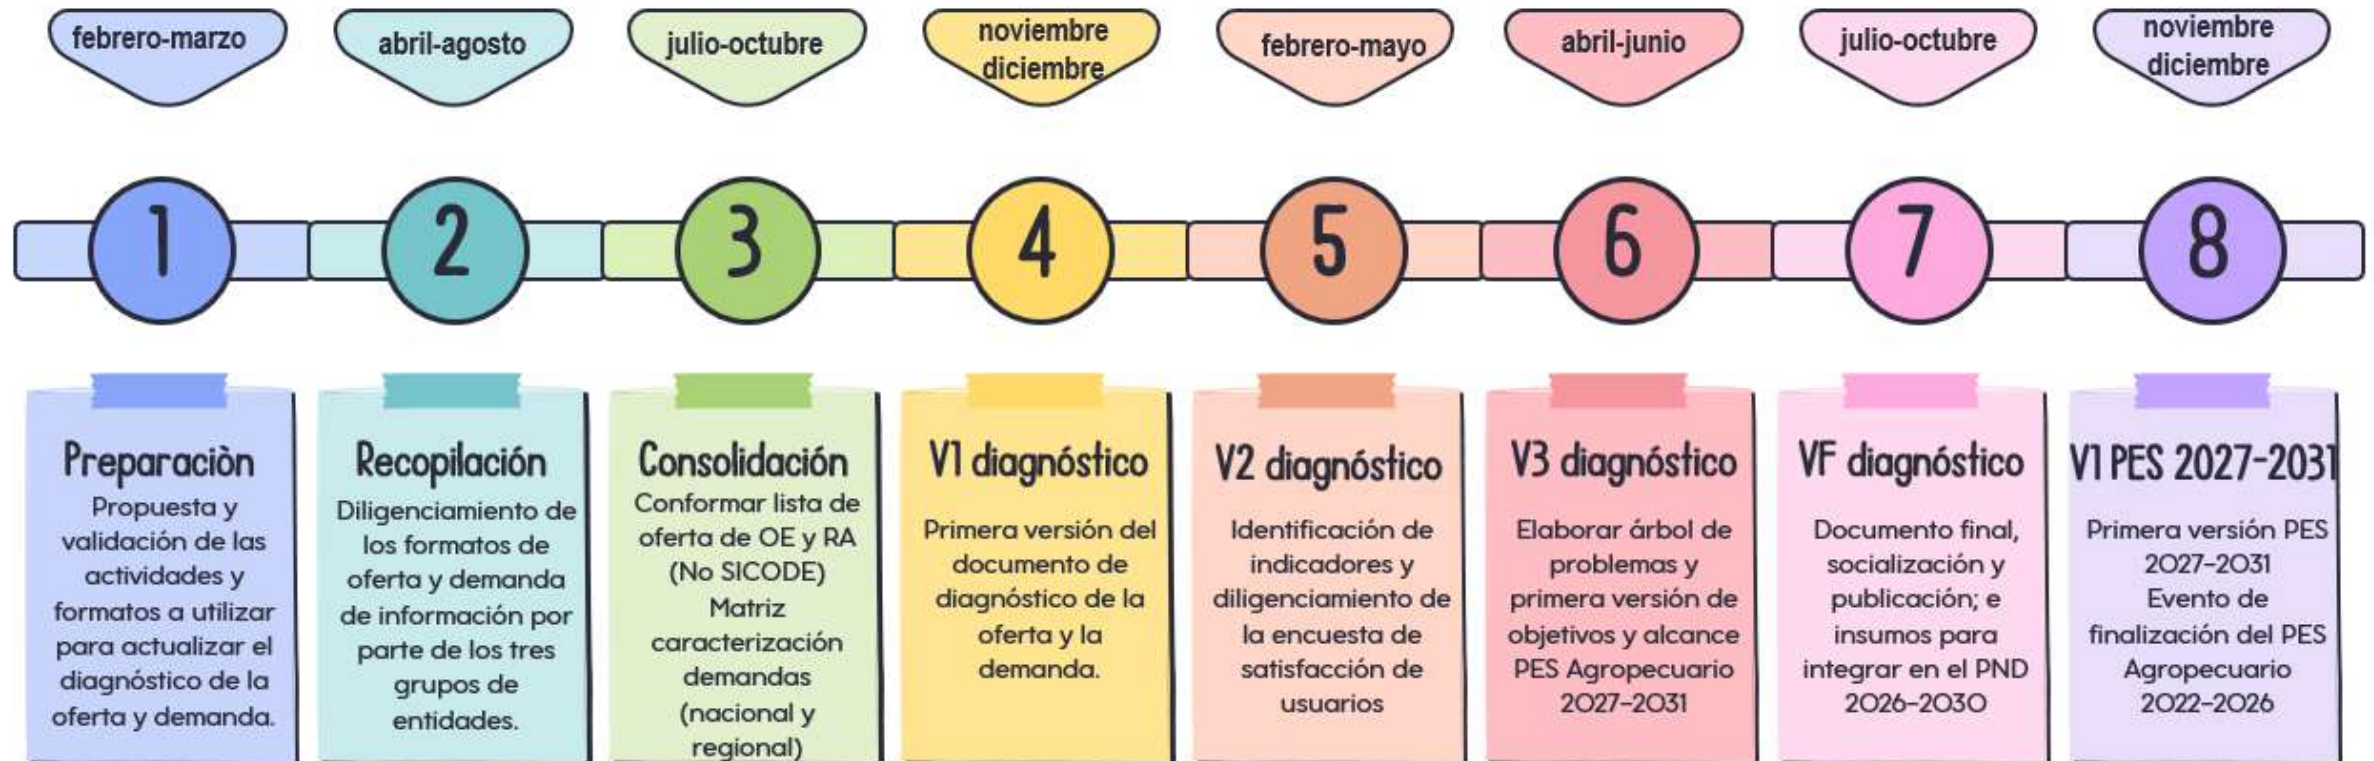 febrero-marzo
abril-agosto
julio-octubre
noviembre
diciembre
febrero-mayo
abril-junio
julio-octubre
noviembre
diciembre
1
2
3
4
5
6
7
8
Preparaciòn
Propuesta y
validación de las
actividades y
formatos a utilizar
para actualizar el
diagnóstico de la
oferta y demanda.
Recopilación
Diligenciamiento de
los formatos de
oferta y demanda
de información por
parte de los tres
grupos de
entidades.
Consolidación
Conformar lista de
oferta de OE y RA
(No SICODE)
Matriz
caracterización
demandas
(nacional y
regional)
V1 diagnóstico
Primera versión del
documento de
diagnóstico de la
oferta y la
demanda.
V2 diagnóstico
Identificación de
indicadores y
diligenciamiento de
la encuesta de
satisfacción de
usuarios
V3 diagnóstico
Elaborar árbol de
problemas y
primera versión de
objetivos y alcance
PES Agropecuario
2027-2031
VF diagnóstico
Documento final,
socialización y
publicación; e
insumos para
integrar en el PND
2026-2030
V1 PES 2027-2031
Primera versión PES
2027-2031
Evento de
finalización del PES
Agropecuario
2022-2026